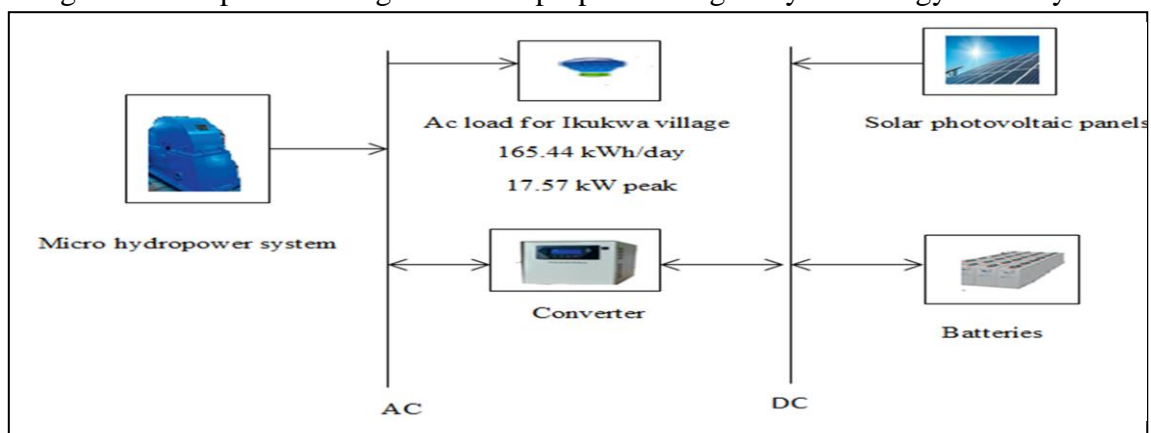 Ac load for Ikukwa village
165.44 kWh/day
17.57 kW peak
Solar photovoltaic panels
Micro hydropower system
Converter
Batteries
AC
DC